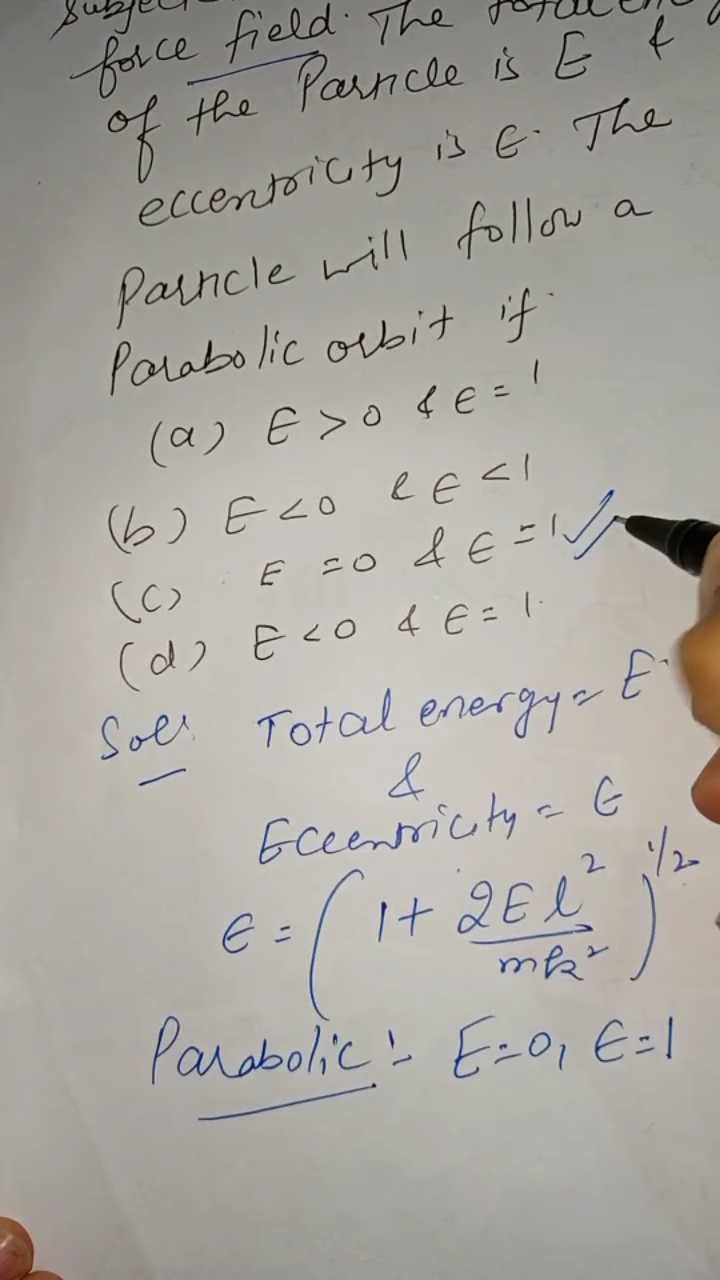 force field. The
of the Particle is E &
eccentricity is ϵ. The
Particle will follow a
Parabolic orbit if
(a) E > 0 & ϵ = 1
(b) E < 0 & ϵ < 1
(c) E = 0 & ϵ = 1
(d) E < 0 & ϵ = 1.
Sol: Total energy = E
&
Eccentricity = ϵ
ϵ = (1 + 2El²/mk²)^1/2
Parabolic :- E = 0, ϵ = 1